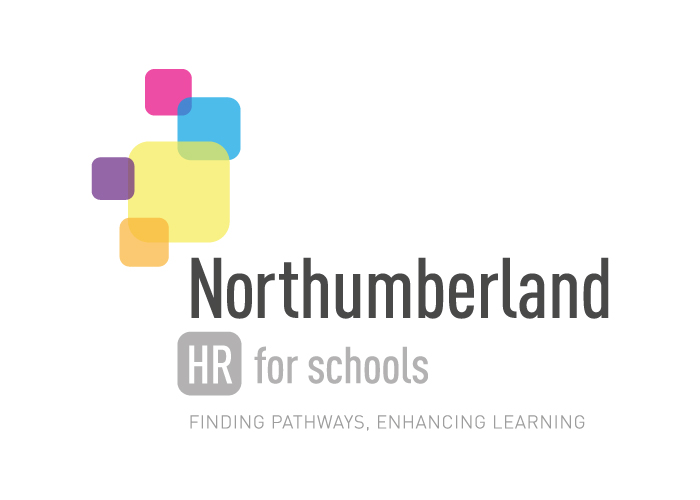 Northumberland
HR for schools
FINDING PATHWAYS, ENHANCING LEARNING